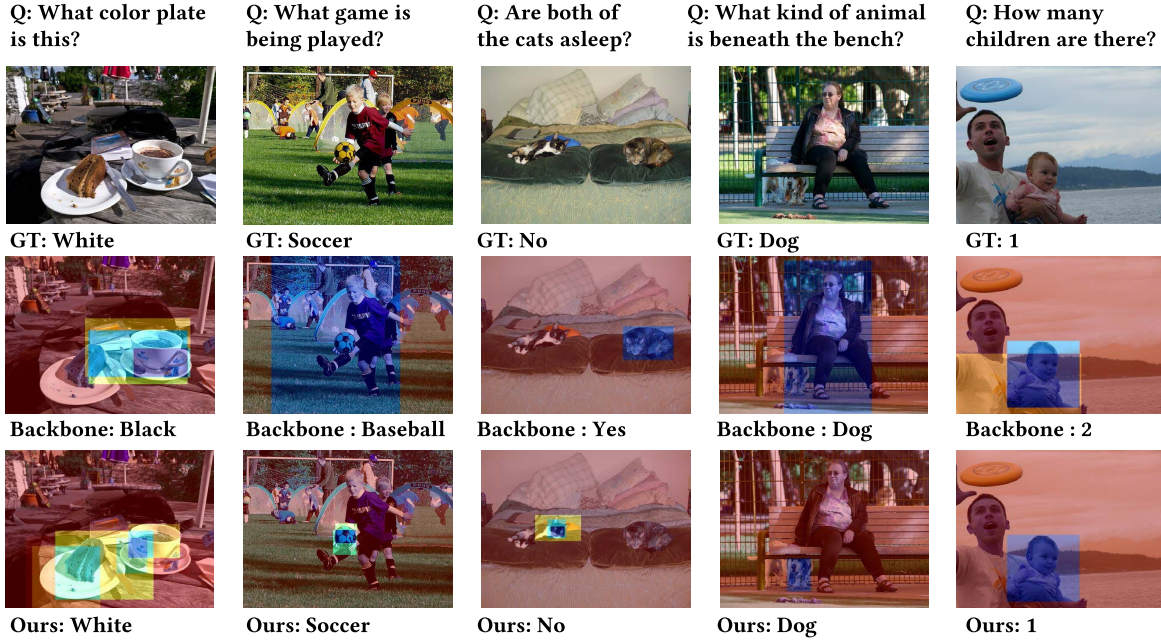 Q: What color plate
is this?
Q: What game is
being played?
Q: Are both of
the cats asleep?
Q: What kind of animal
is beneath the bench?
Q: How many
children are there?
GT: White
GT: Soccer
GT: No
GT: Dog
GT: 1
Backbone: Black
Backbone : Baseball
Backbone : Yes
Backbone : Dog
Backbone : 2
Ours: White
Ours: Soccer
Ours: No
Ours: Dog
Ours: 1